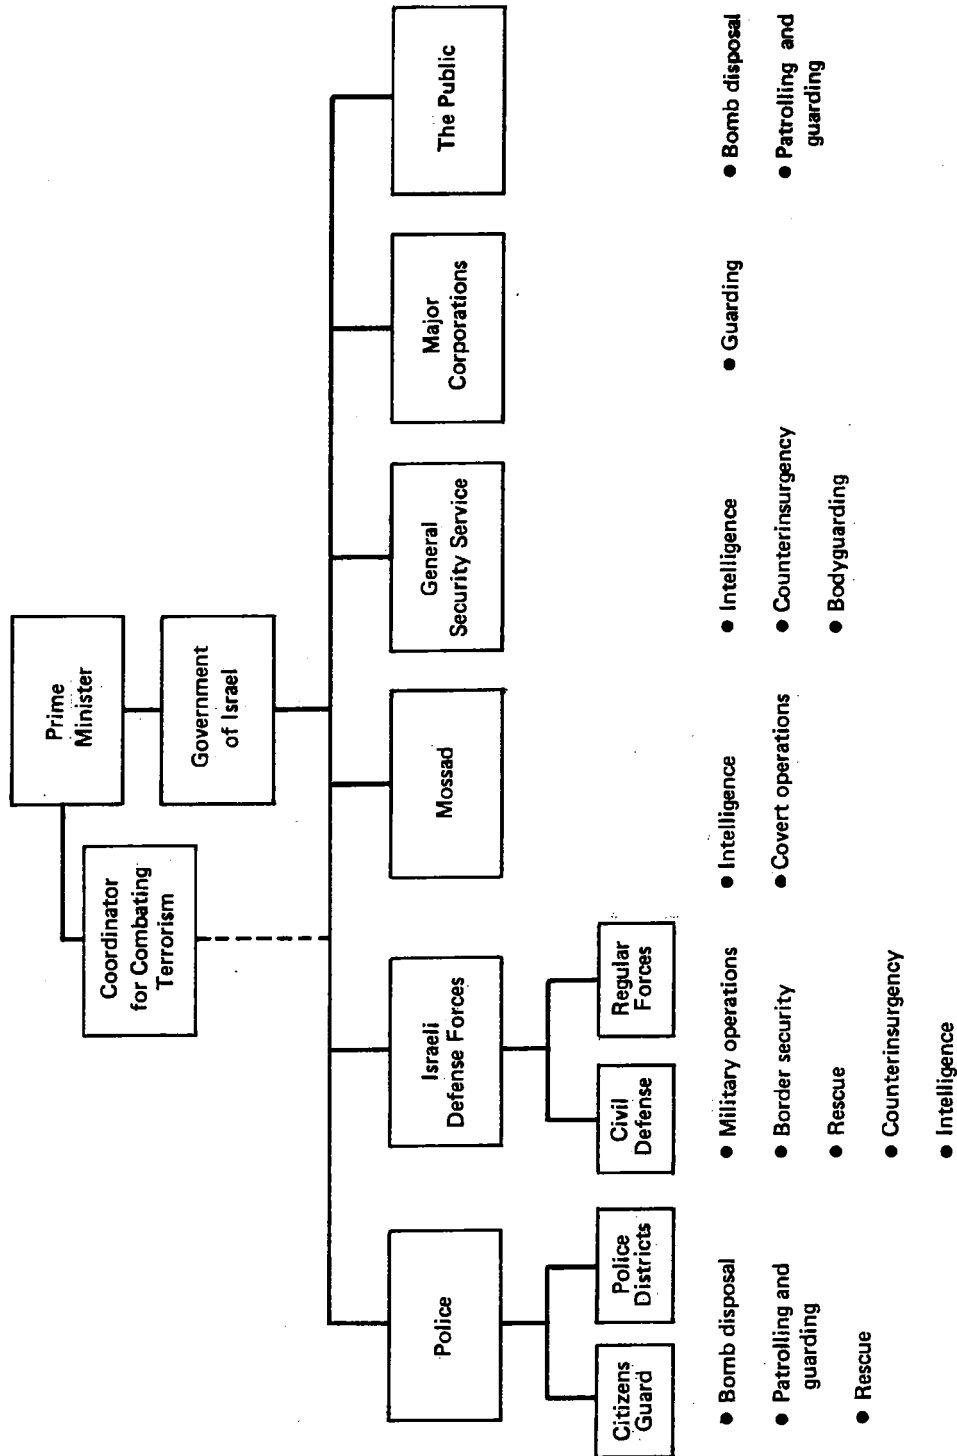 Prime
Minister
Coordinator
for Combating
Terrorism
Government
of Israel
Police
Israeli
Defense Forces
Mossad
General
Security Service
Major
Corporations
The Public
Citizens
Guard
Police
Districts
Civil
Defense
Regular
Forces
● Bomb disposal
● Patrolling and
guarding
● Rescue
● Military operations
● Border security
● Rescue
● Counterinsurgency
● Intelligence
● Intelligence
● Covert operations
● Intelligence
● Counterinsurgency
● Bodyguarding
● Guarding
● Bomb disposal
● Patrolling and
guarding